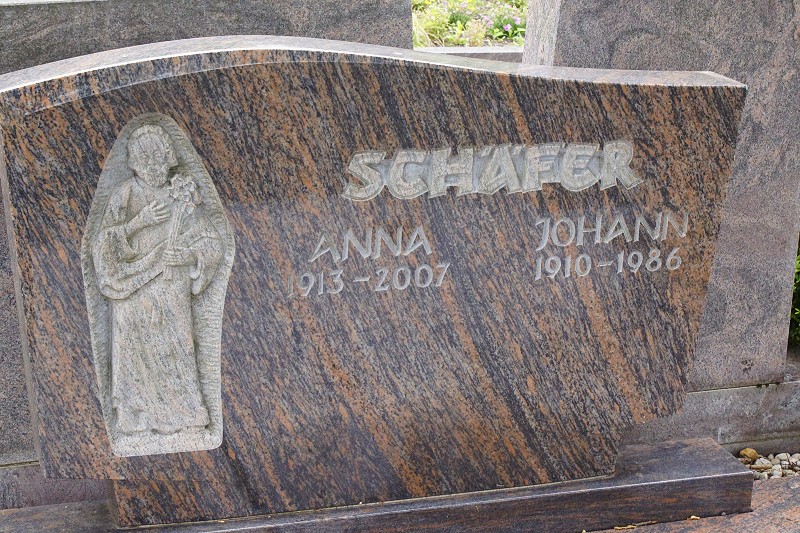 SCHÄFER
ANNA
1913-2007
JOHANN
1910-1986